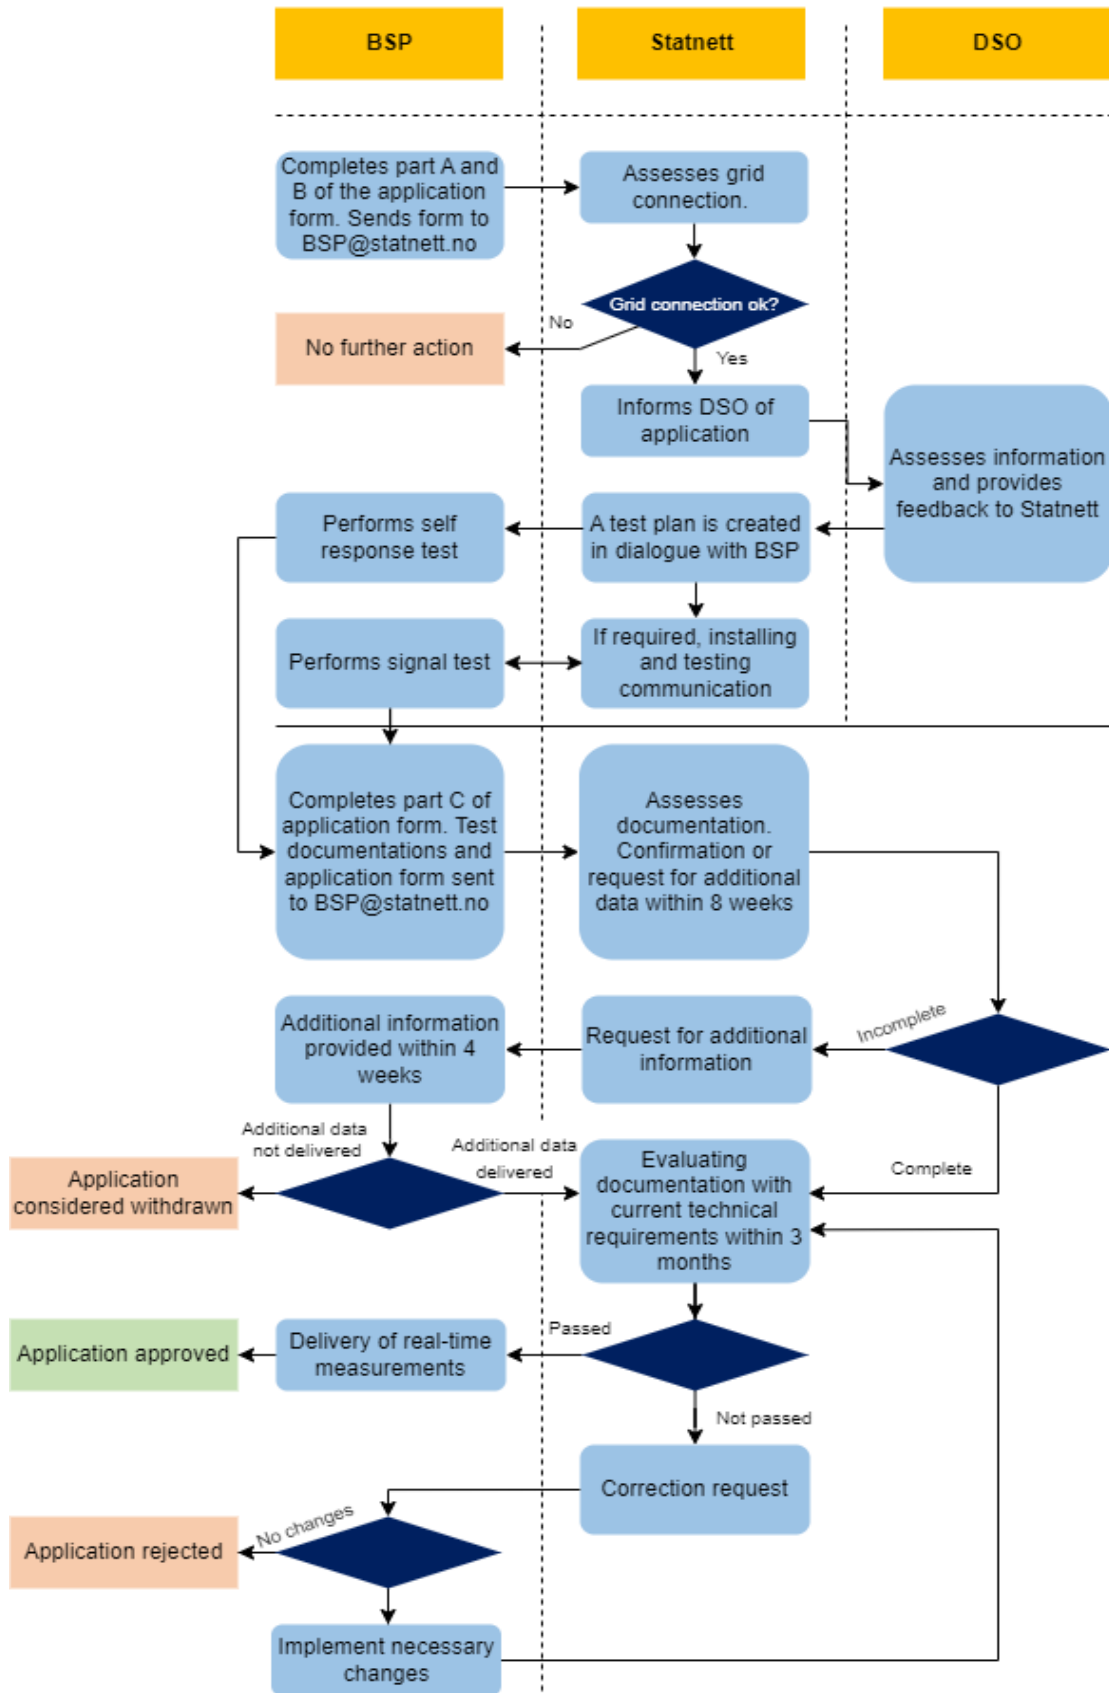 BSP
Statnett
DSO
Completes part A and
B of the application
form. Sends form to
BSP@statnett.no
Assesses grid
connection.
Grid connection ok?
No
No further action
Yes
Informs DSO of
application
Assesses information
and provides
feedback to Statnett
Performs self
response test
A test plan is created
in dialogue with BSP
Performs signal test
If required, installing
and testing
communication
Completes part C of
application form. Test
documentations and
application form sent
to BSP@statnett.no
Assesses
documentation.
Confirmation or
request for additional
data within 8 weeks
Additional information
provided within 4
weeks
Request for additional
information
Incomplete
Additional data
not delivered
Additional data
delivered
Application
considered withdrawn
Evaluating
documentation with
current technical
requirements within 3
months
Complete
Application approved
Delivery of real-time
measurements
Passed
Not passed
Correction request
Application rejected
No changes
Implement necessary
changes